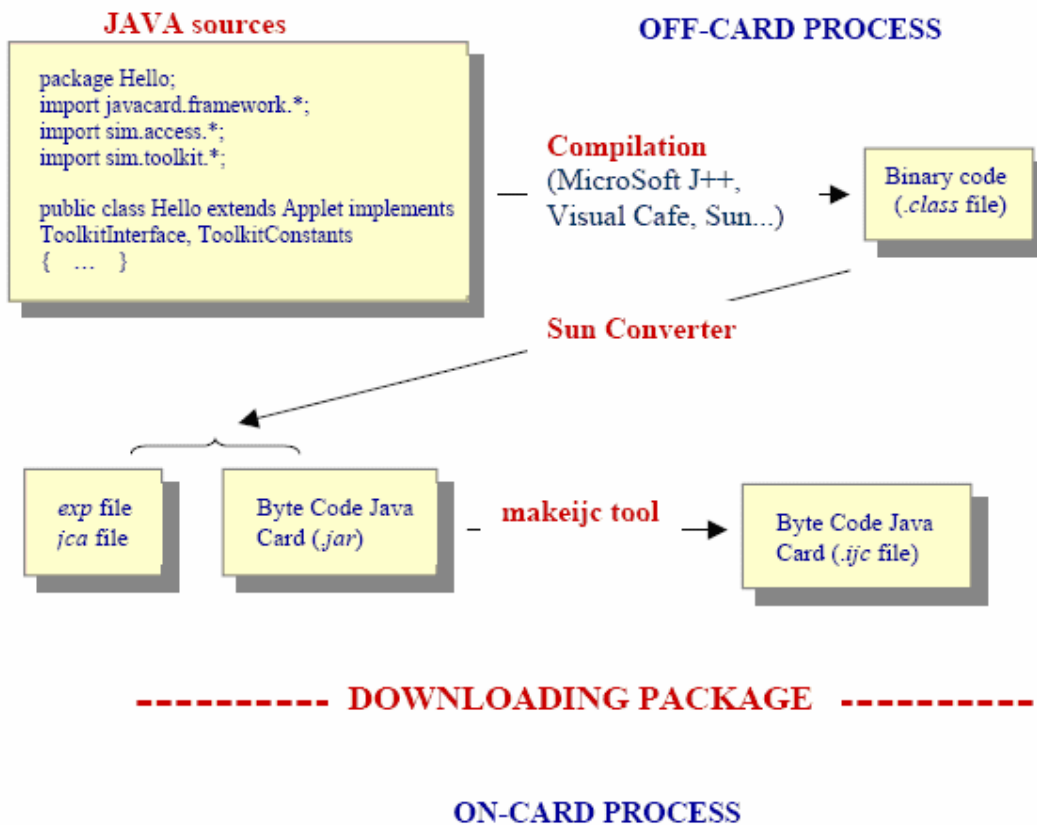 JAVA sources
OFF-CARD PROCESS
package Hello;
import javacard.framework.*;
import sim.access.*;
import sim.toolkit.*;
public class Hello extends Applet implements
ToolkitInterface, ToolkitConstants
{ ... }
Compilation
(MicroSoft J++,
Visual Cafe, Sun...)
Binary code
(.class file)
Sun Converter
exp file
jca file
Byte Code Java
Card (.jar)
makeijc tool
Byte Code Java
Card (.ijc file)
DOWNLOADING PACKAGE
ON-CARD PROCESS